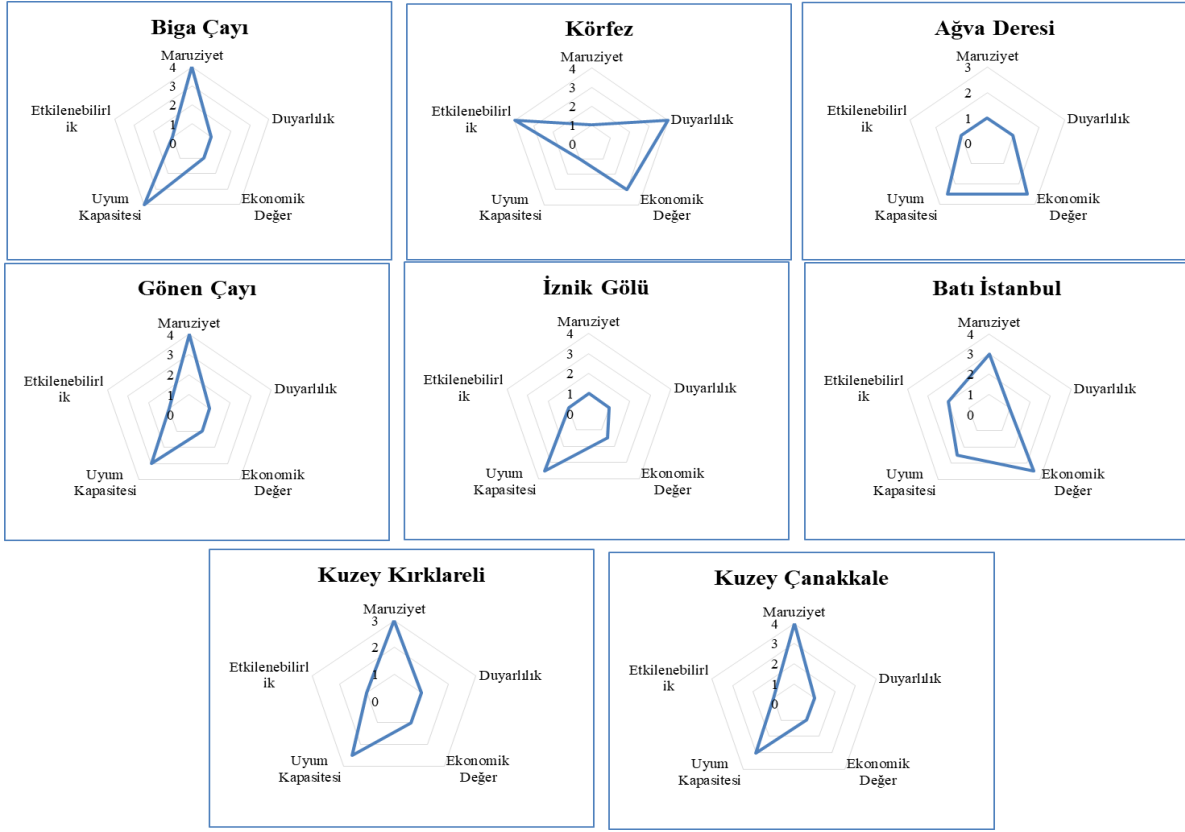 Biga Çayı
Maruziyet
4
3
2
1
0
Etkilenebilirl
ik
Duyarlılık
Uyum
Kapasitesi
Ekonomik
Değer
Körfez
Maruziyet
4
3
2
1
0
Etkilenebilirl
ik
Duyarlılık
Uyum
Kapasitesi
Ekonomik
Değer
Ağva Deresi
Maruziyet
3
2
1
0
Etkilenebilirl
ik
Duyarlılık
Uyum
Kapasitesi
Ekonomik
Değer
Gönen Çayı
Maruziyet
4
3
2
1
0
Etkilenebilirl
ik
Duyarlılık
Uyum
Kapasitesi
Ekonomik
Değer
İznik Gölü
Maruziyet
4
3
2
1
0
Etkilenebilirl
ik
Duyarlılık
Uyum
Kapasitesi
Ekonomik
Değer
Batı İstanbul
Maruziyet
4
3
2
1
0
Etkilenebilirl
ik
Duyarlılık
Uyum
Kapasitesi
Ekonomik
Değer
Kuzey Kırklareli
Maruziyet
3
2
1
0
Etkilenebilirl
ik
Duyarlılık
Uyum
Kapasitesi
Ekonomik
Değer
Kuzey Çanakkale
Maruziyet
4
3
2
1
0
Etkilenebilirl
ik
Duyarlılık
Uyum
Kapasitesi
Ekonomik
Değer